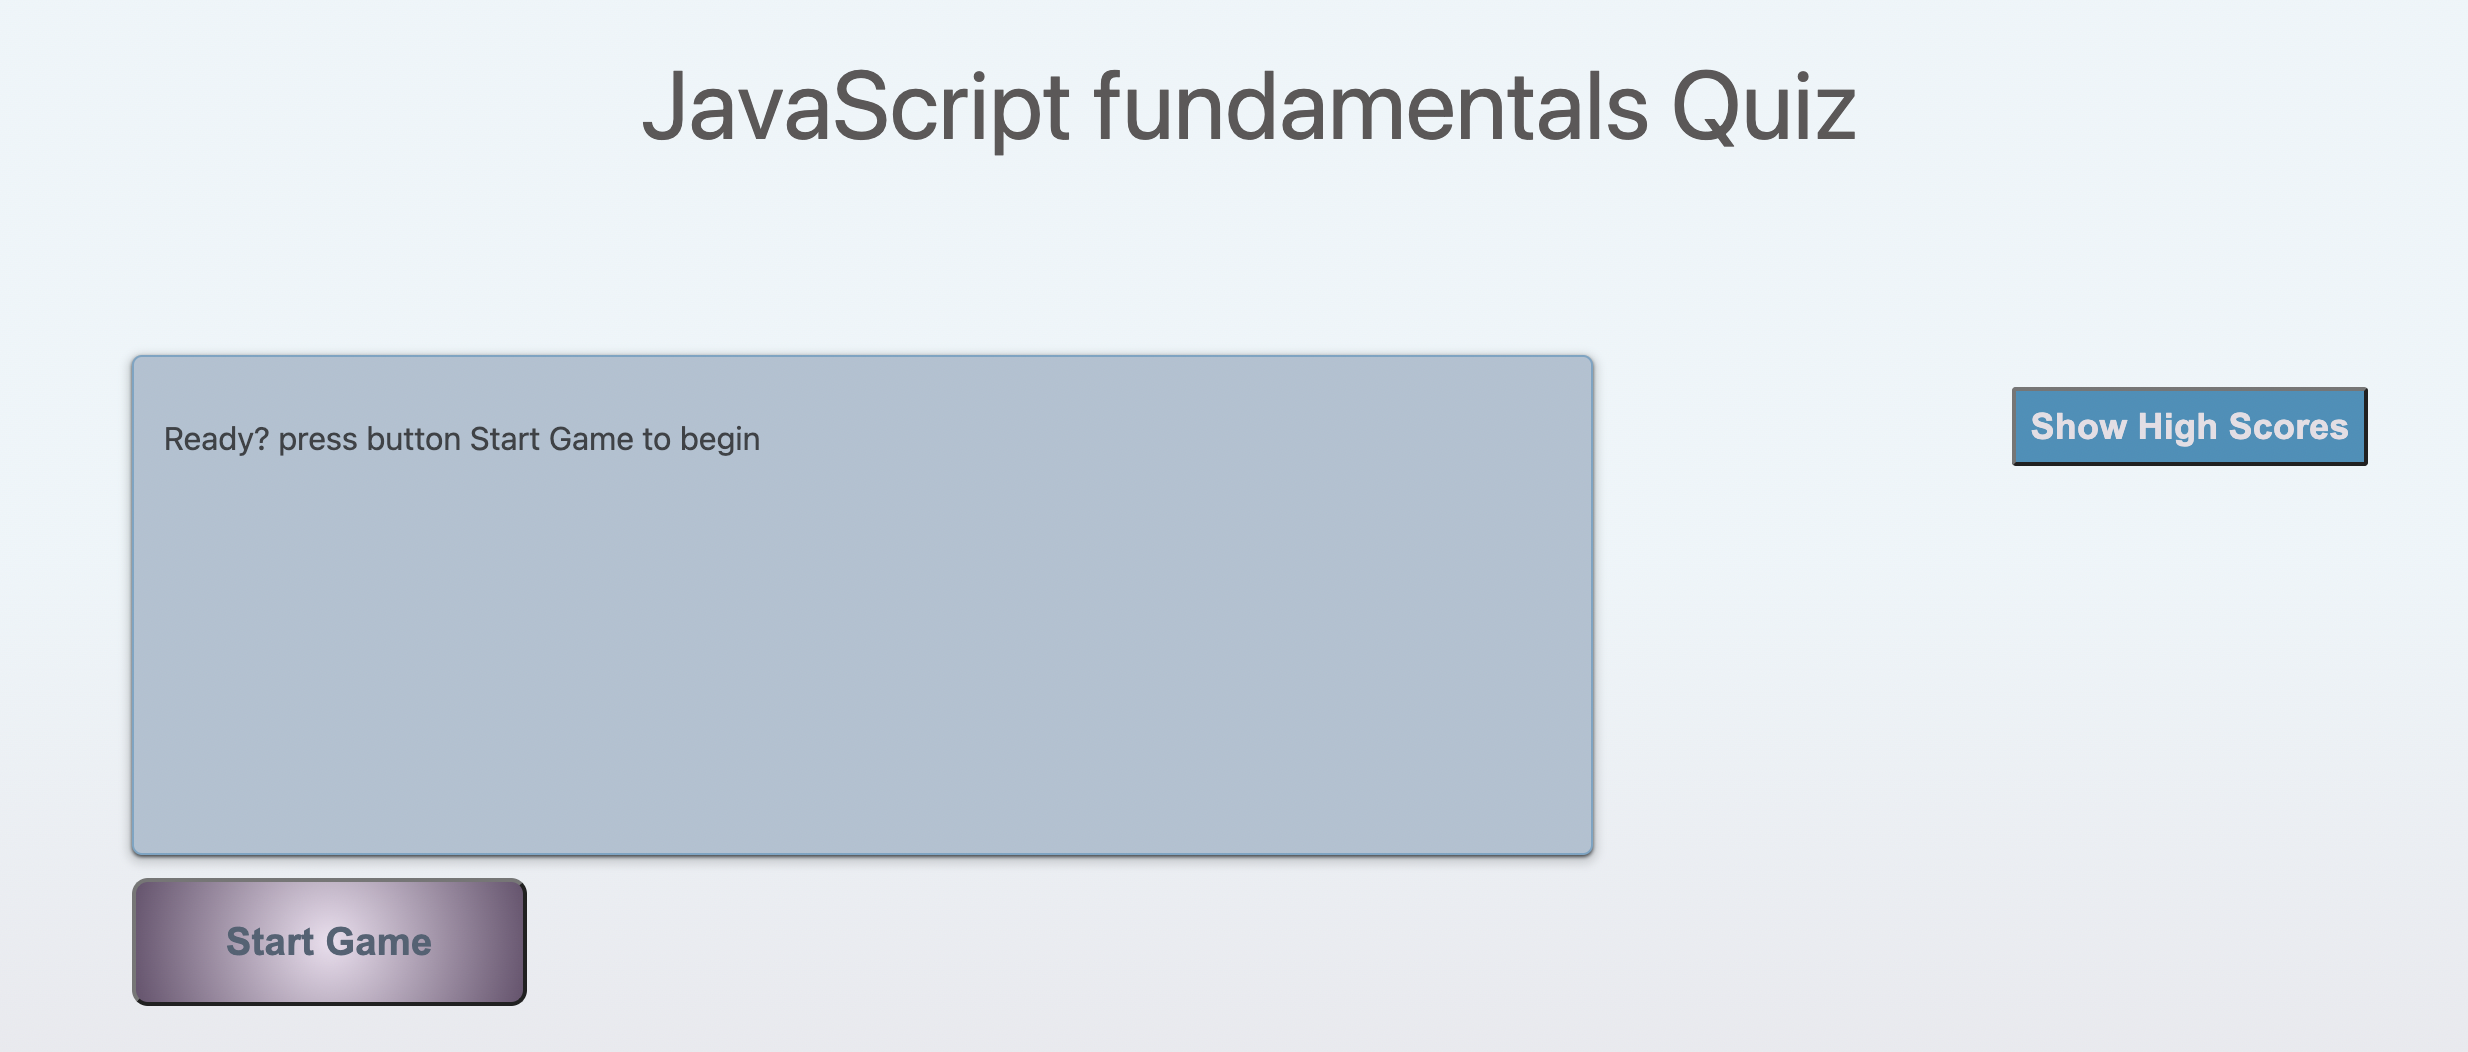 JavaScript fundamentals Quiz
Ready? press button Start Game to begin
Show High Scores
Start Game